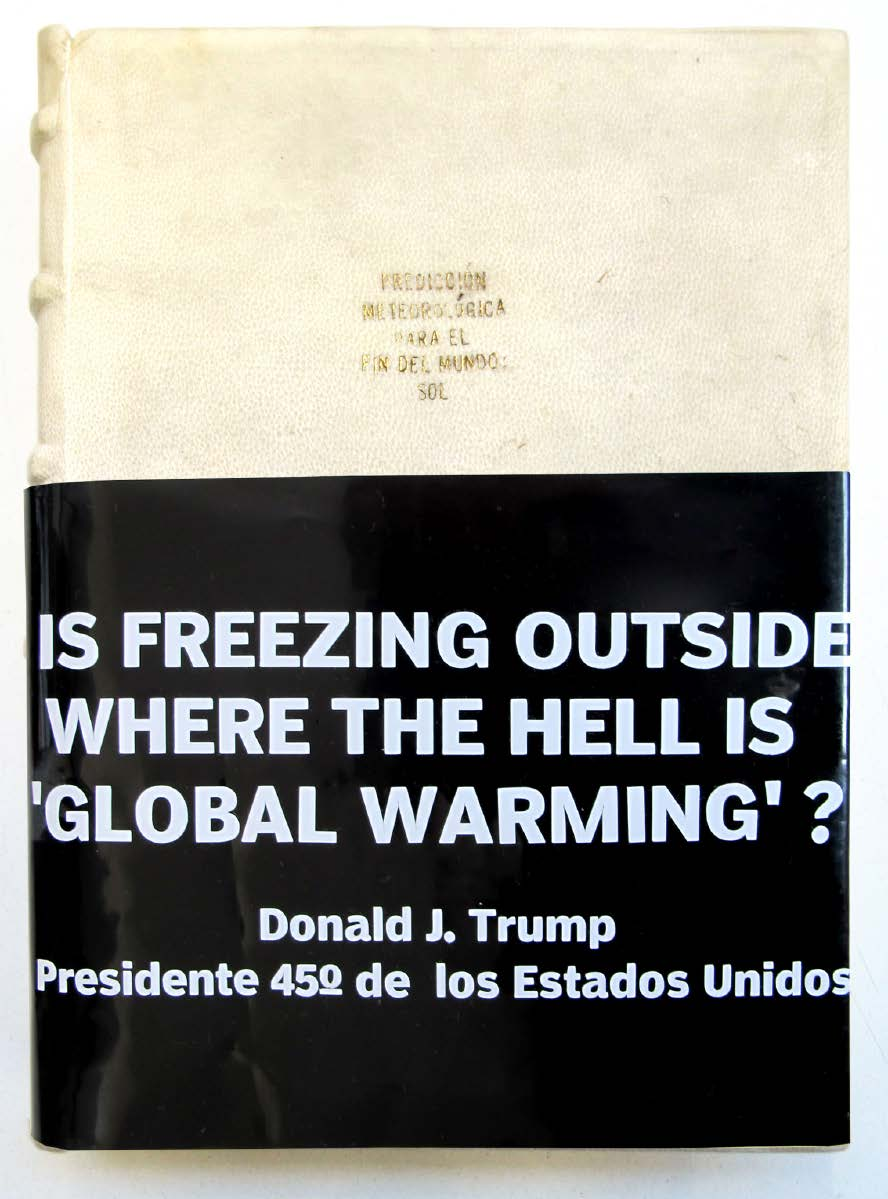 PREDICCIÓN
METEOROLÓGICA
PARA EL
FIN DEL MUNDO:
SOL
IS FREEZING OUTSIDE
WHERE THE HELL IS
'GLOBAL WARMING' ?
Donald J. Trump
Presidente 45º de los Estados Unidos